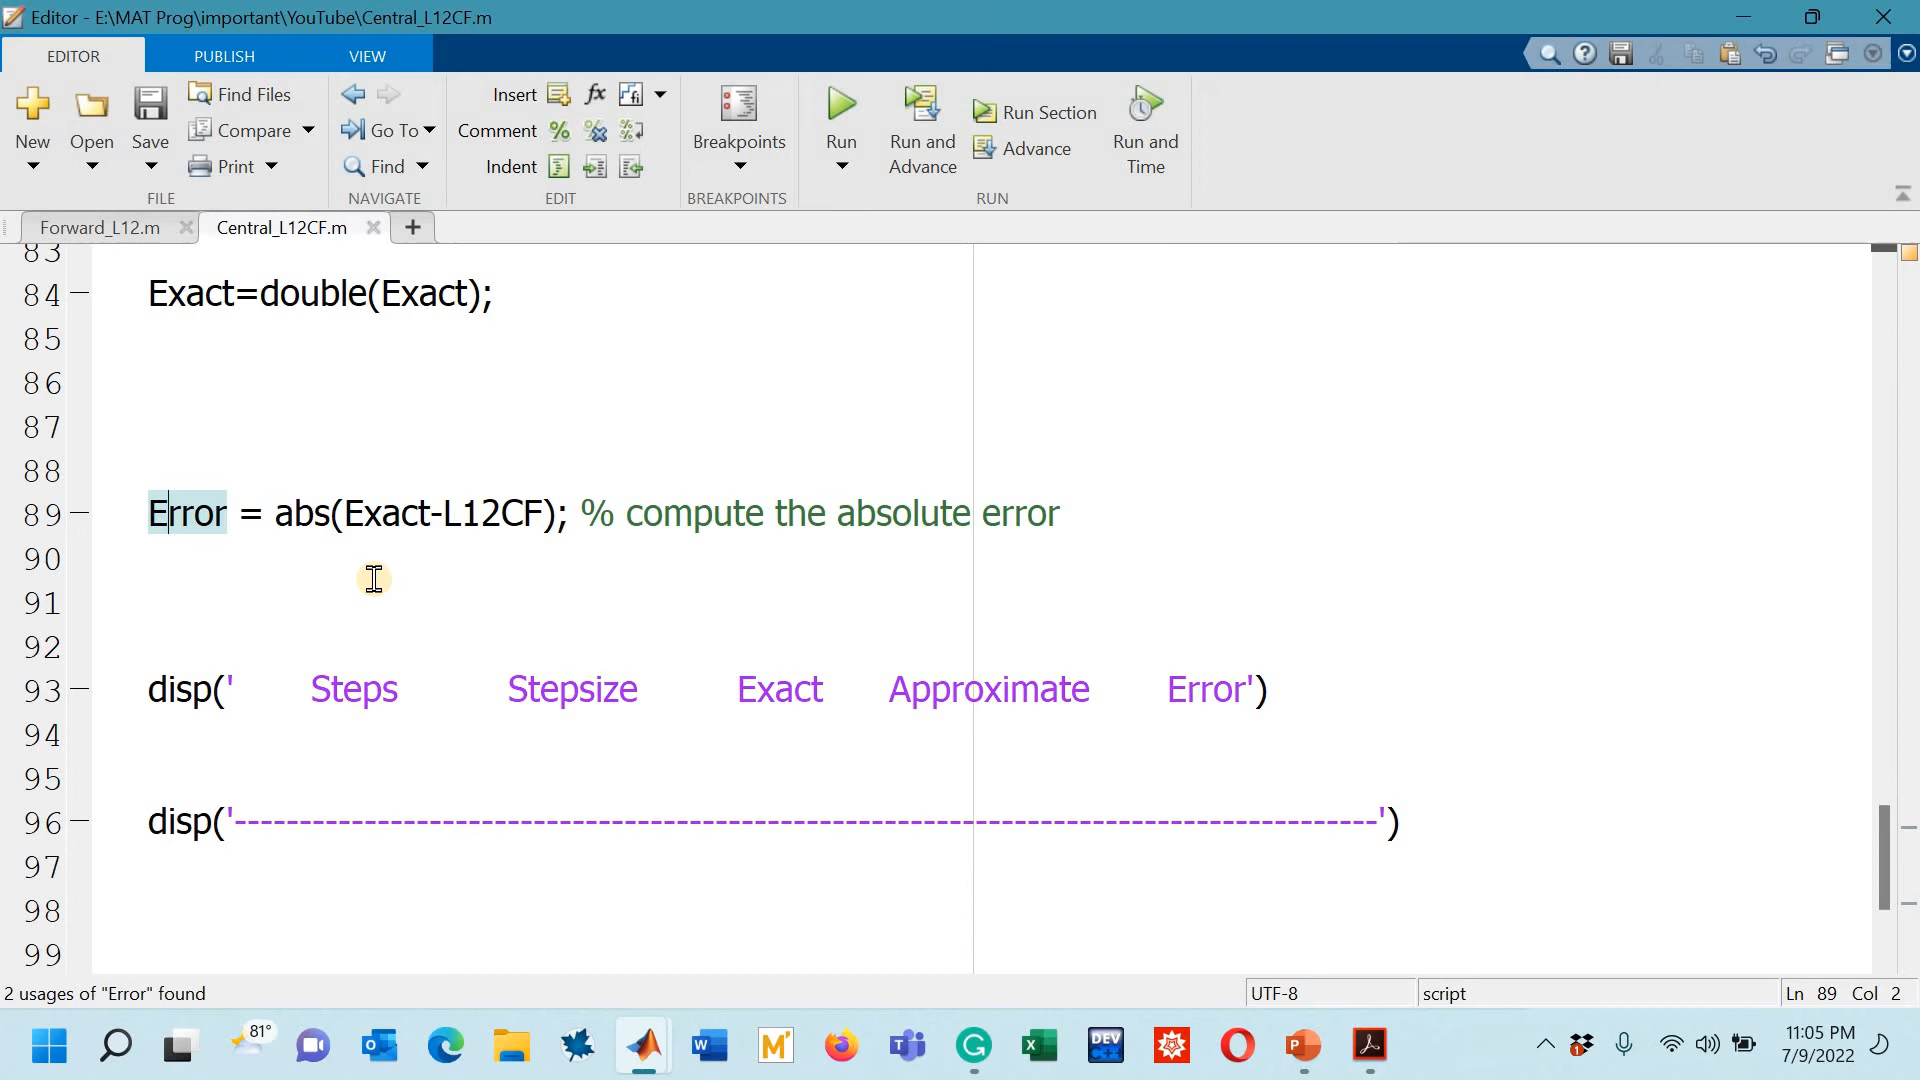 Editor - E:\MAT Prog\important\YouTube\Central_L12CF.m
EDITOR PUBLISH VIEW
New Open Save Find Files Compare Print
FILE
Go To Find
NAVIGATE
Insert fx
Comment
Indent
EDIT
Breakpoints
BREAKPOINTS
Run Run and Advance Run Section Advance Run and Time
RUN
Forward_L12.m Central_L12CF.m
83
84 Exact=double(Exact);
85
86
87
88
89 Error = abs(Exact-L12CF); % compute the absolute error
90
91
92
93 disp(' Steps Stepsize Exact Approximate Error')
94
95
96 disp('----------------------------------------------------------------------------------------')
97
98
99
2 usages of "Error" found UTF-8 script Ln 89 Col 2
81°
DEV C++
11:05 PM
7/9/2022